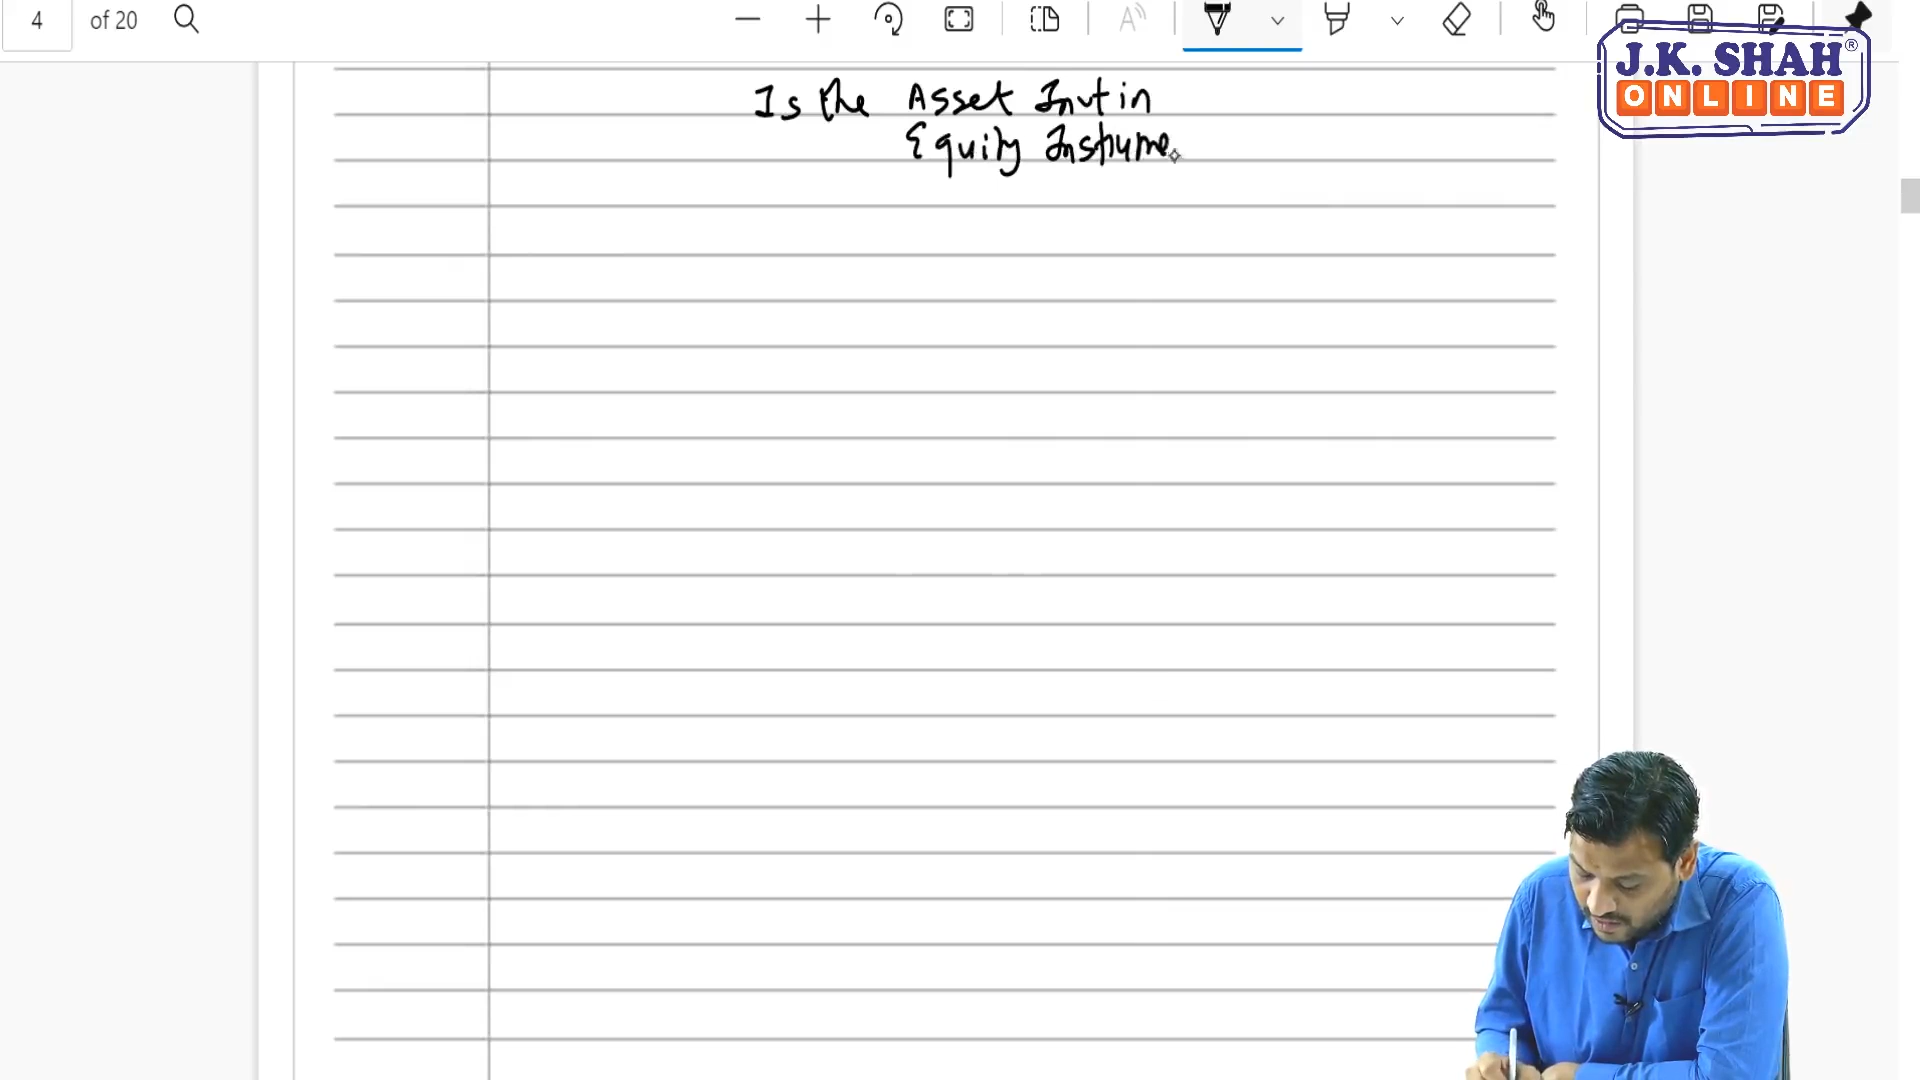 4 of 20
J.K. SHAH®
ONLINE
Is the Asset Invt in
Equity Instrume